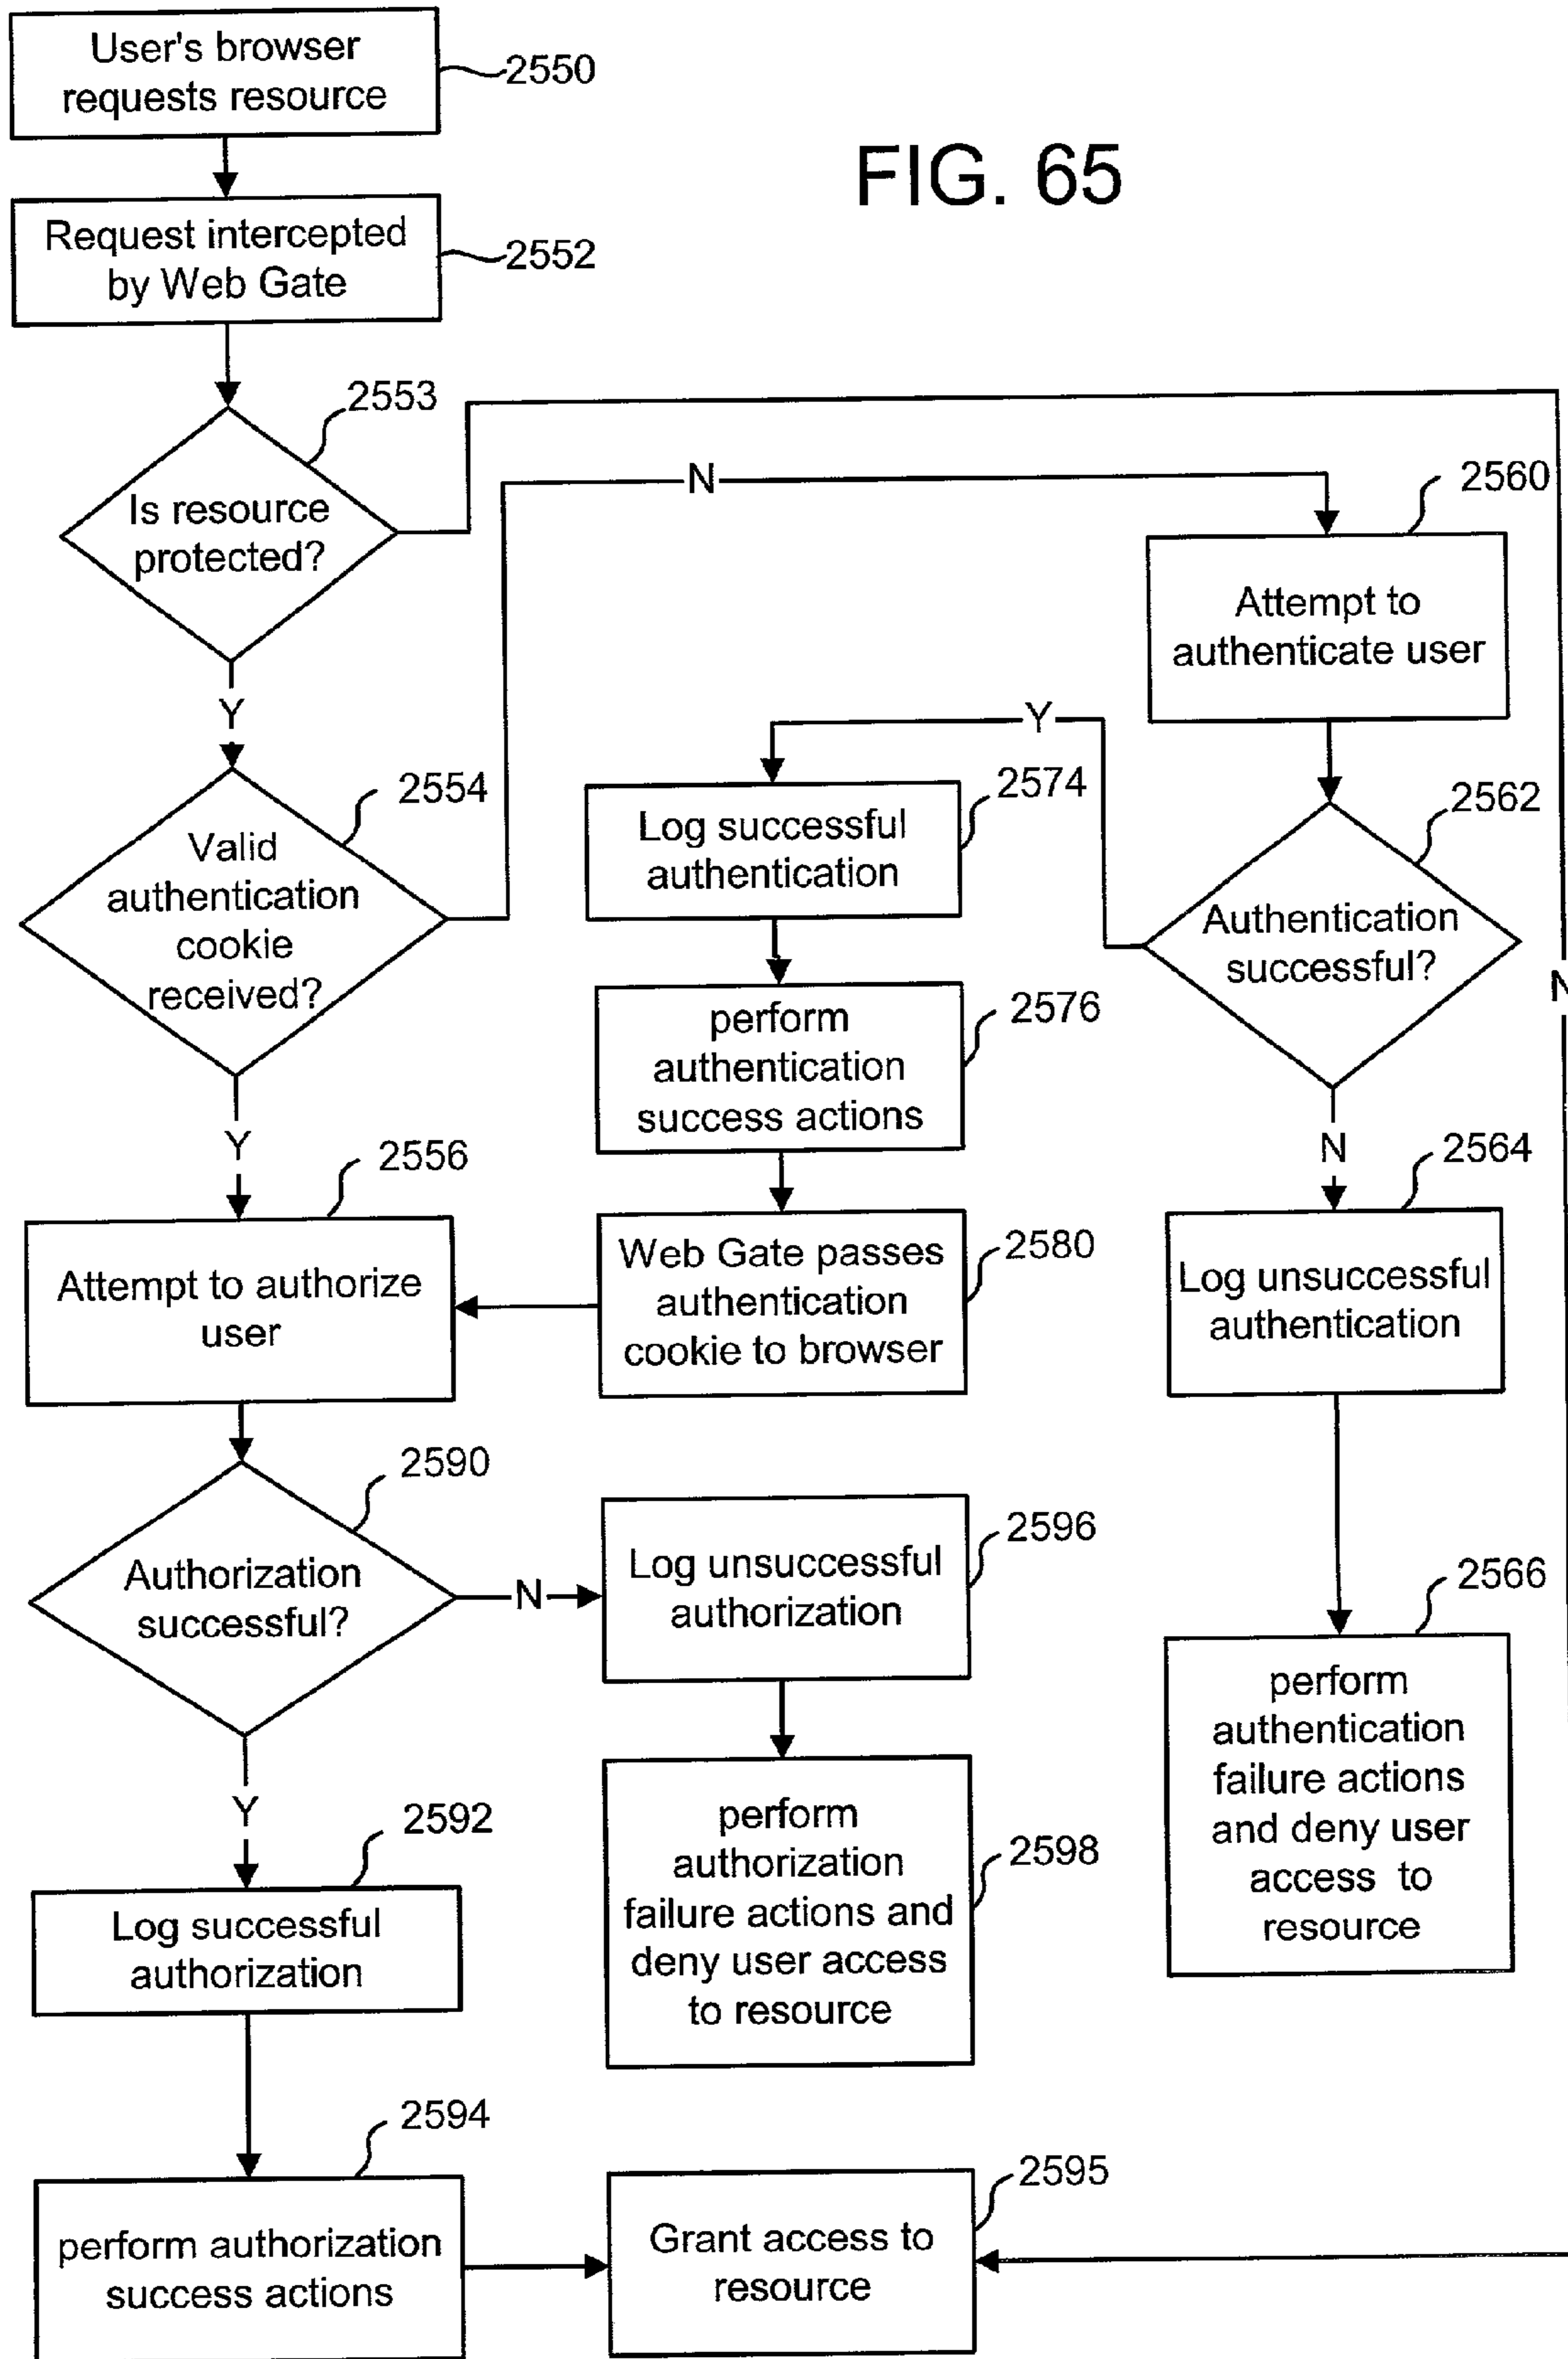 User's browser
requests resource
2550
FIG. 65
Request intercepted
by Web Gate
2552
2553
Is resource
protected?
N
2560
Attempt to
authenticate user
Y
Y
2554
Valid
authentication
cookie
received?
2574
Log successful
authentication
2562
Authentication
successful?
N
2576
perform
authentication
success actions
Y
2556
N
2564
Attempt to authorize
user
2580
Web Gate passes
authentication
cookie to browser
Log unsuccessful
authentication
2590
Authorization
successful?
N
2596
Log unsuccessful
authorization
2566
perform
authentication
failure actions
and deny user
access to
resource
Y
2592
Log successful
authorization
2598
perform
authorization
failure actions and
deny user access
to resource
2594
perform authorization
success actions
2595
Grant access to
resource